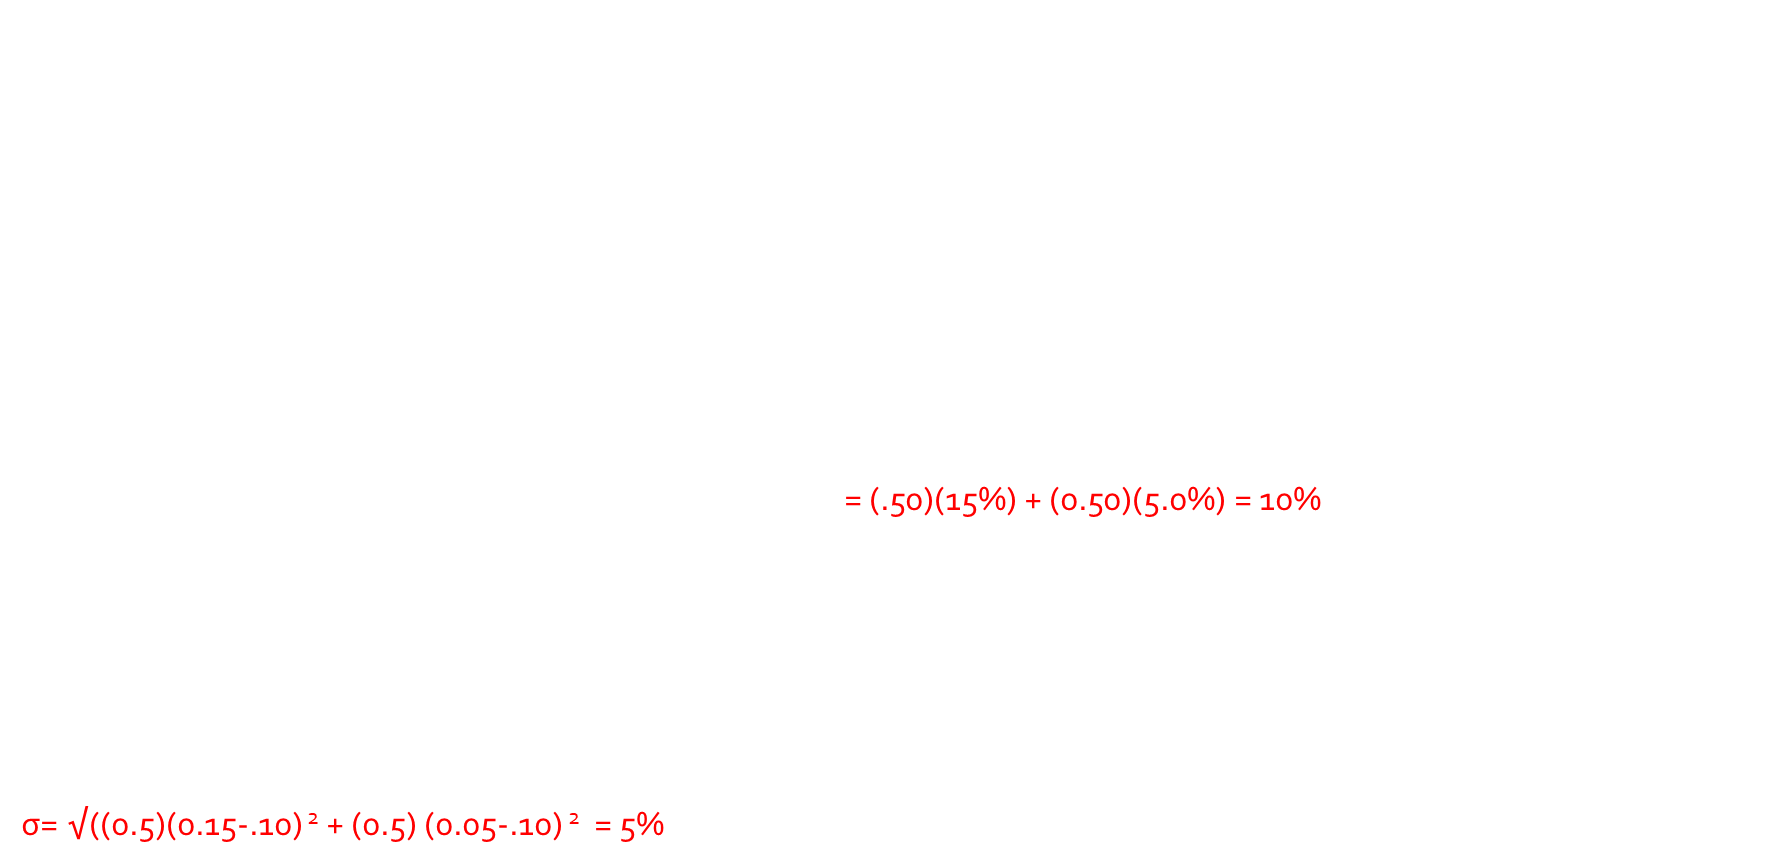 = (.50)(15%) + (0.50)(5.0%) = 10%
σ= √((0.5)(0.15-.10)² + (0.5) (0.05-.10)² = 5%